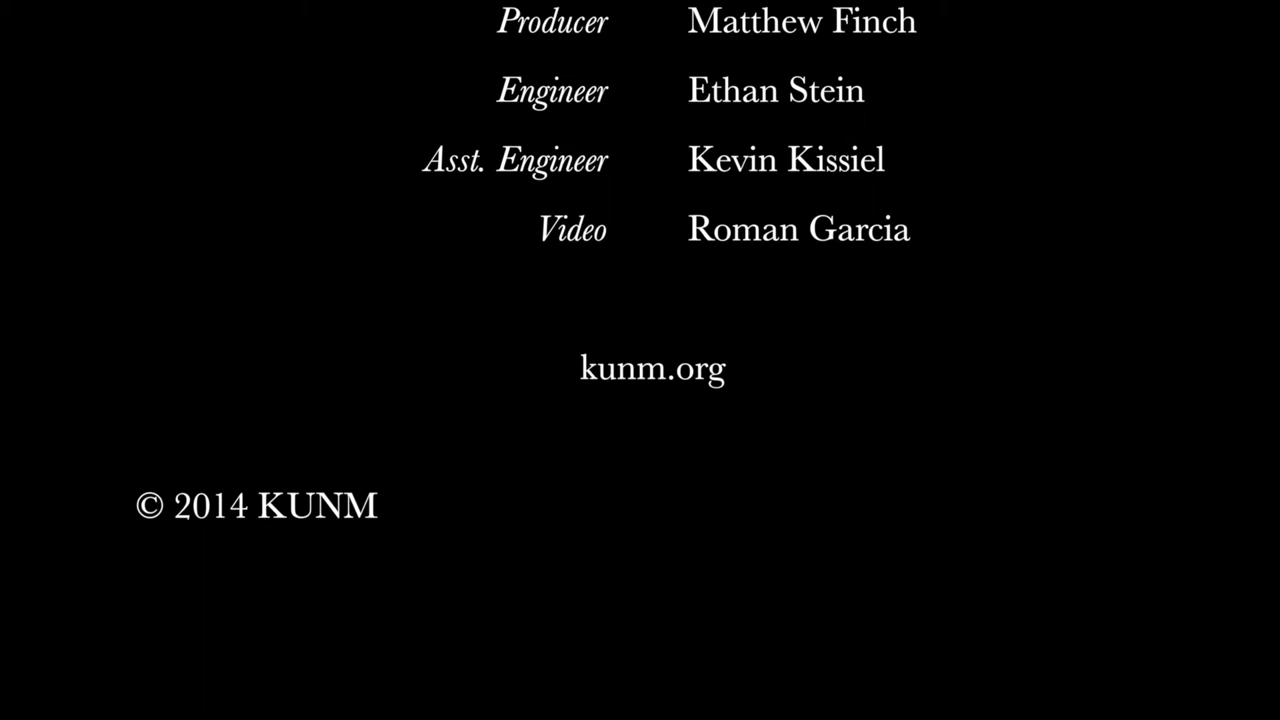 Producer Matthew Finch
Engineer Ethan Stein
Asst. Engineer Kevin Kissiel
Video Roman Garcia
kunm.org
© 2014 KUNM